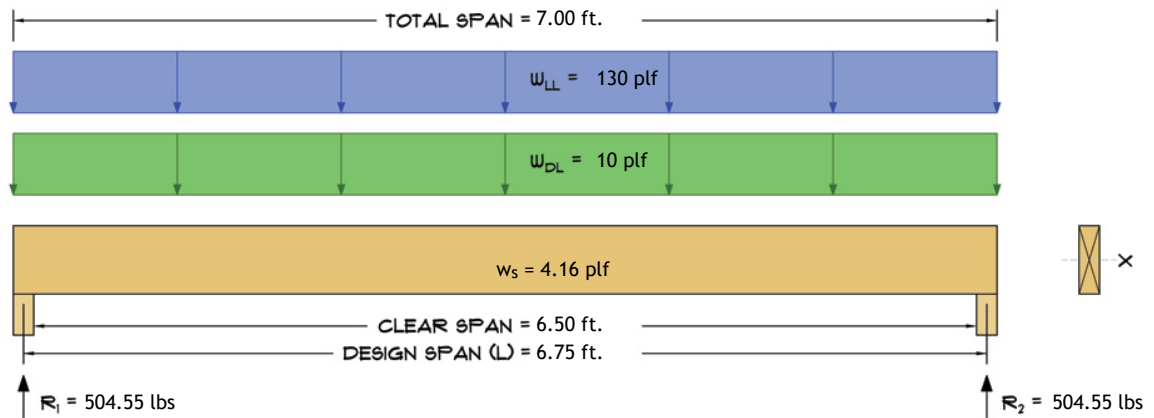 TOTAL SPAN = 7.00 ft.
W_LL = 130 plf
W_DL = 10 plf
w_s = 4.16 plf
X
CLEAR SPAN = 6.50 ft.
DESIGN SPAN (L) = 6.75 ft.
R_1 = 504.55 lbs
R_2 = 504.55 lbs